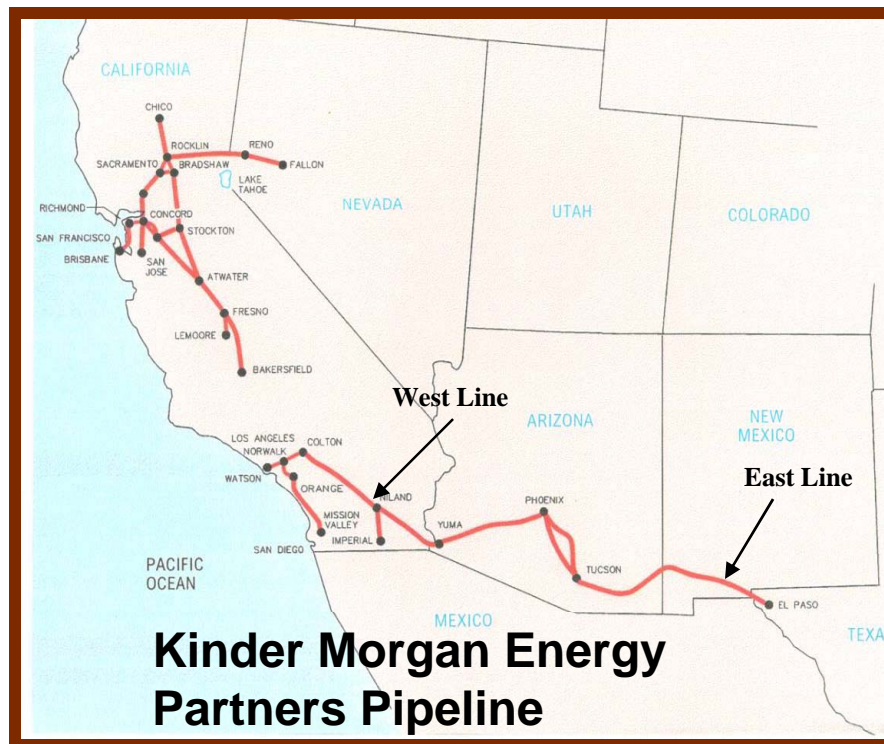 CALIFORNIA
CHICO
ROCKLIN
RENO
SACRAMENTO
BRADSHAW
FALLON
LAKE
TAHOE
NEVADA
UTAH
COLORADO
RICHMOND
CONCORD
STOCKTON
SAN FRANCISCO
BRISBANE
SAN
JOSE
ATWATER
FRESNO
LEMOORE
BAKERSFIELD
West Line
ARIZONA
NEW
MEXICO
LOS ANGELES
COLTON
NORWALK
WATSON
ORANGE
East Line
NILAND
PHOENIX
MISSION
VALLEY
YUMA
IMPERIAL
SAN DIEGO
TUCSON
PACIFIC
OCEAN
EL PASO
MEXICO
TEXA
Kinder Morgan Energy
Partners Pipeline